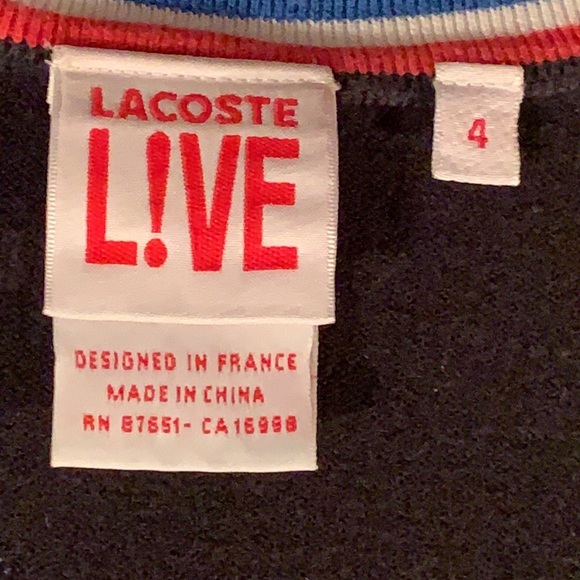 LACOSTE
L!VE
4
DESIGNED IN FRANCE
MADE IN CHINA
RN 87651- CA16998